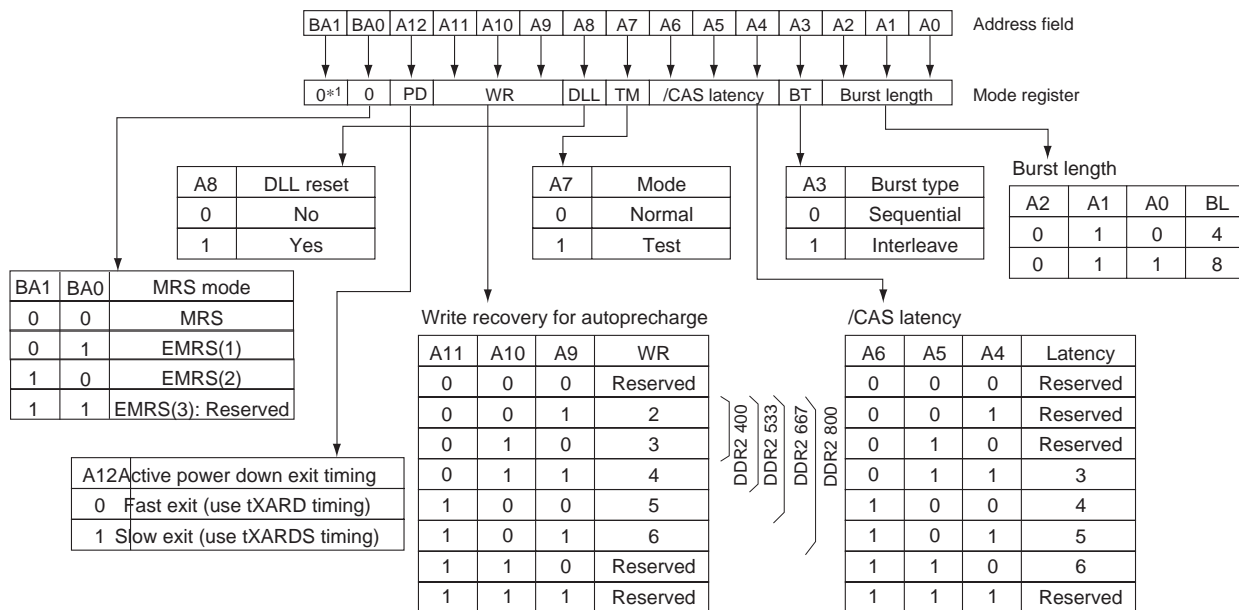 BA1 BA0 A12 A11 A10 A9 A8 A7 A6 A5 A4 A3 A2 A1 A0 Address field
0*1 0 PD WR DLL TM /CAS latency BT Burst length Mode register
A8 DLL reset
0 No
1 Yes
A7 Mode
0 Normal
1 Test
A3 Burst type
0 Sequential
1 Interleave
Burst length
A2 A1 A0 BL
0 1 0 4
0 1 1 8
BA1 BA0 MRS mode
0 0 MRS
0 1 EMRS(1)
1 0 EMRS(2)
1 1 EMRS(3): Reserved
A12 Active power down exit timing
0 Fast exit (use tXARD timing)
1 Slow exit (use tXARDS timing)
Write recovery for autoprecharge
A11 A10 A9 WR
0 0 0 Reserved
0 0 1 2
0 1 0 3
0 1 1 4
1 0 0 5
1 0 1 6
1 1 0 Reserved
1 1 1 Reserved
DDR2 400
DDR2 533
DDR2 667
DDR2 800
/CAS latency
A6 A5 A4 Latency
0 0 0 Reserved
0 0 1 Reserved
0 1 0 Reserved
0 1 1 3
1 0 0 4
1 0 1 5
1 1 0 6
1 1 1 Reserved